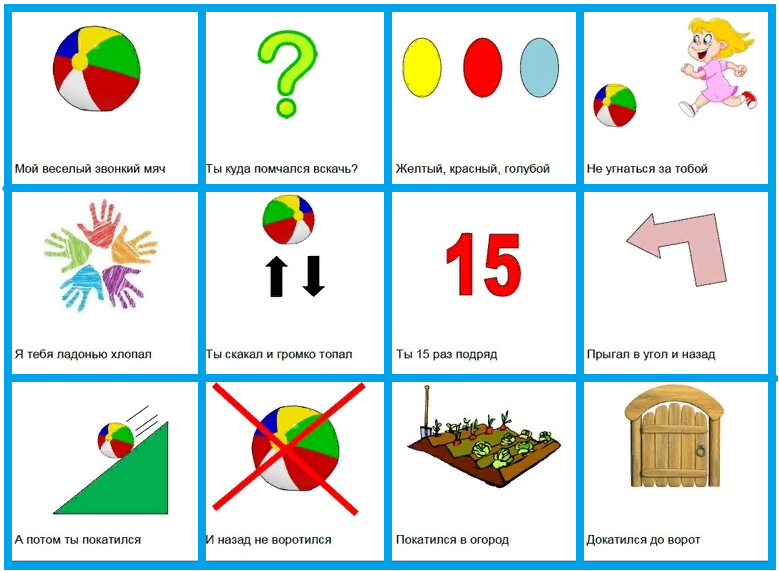 Мой веселый звонкий мяч
Ты куда помчался вскачь?
Желтый, красный, голубой
Не угнаться за тобой
Я тебя ладонью хлопал
Ты скакал и громко топал
15
Ты 15 раз подряд
Прыгал в угол и назад
А потом ты покатился
И назад не воротился
Покатился в огород
Докатился до ворот